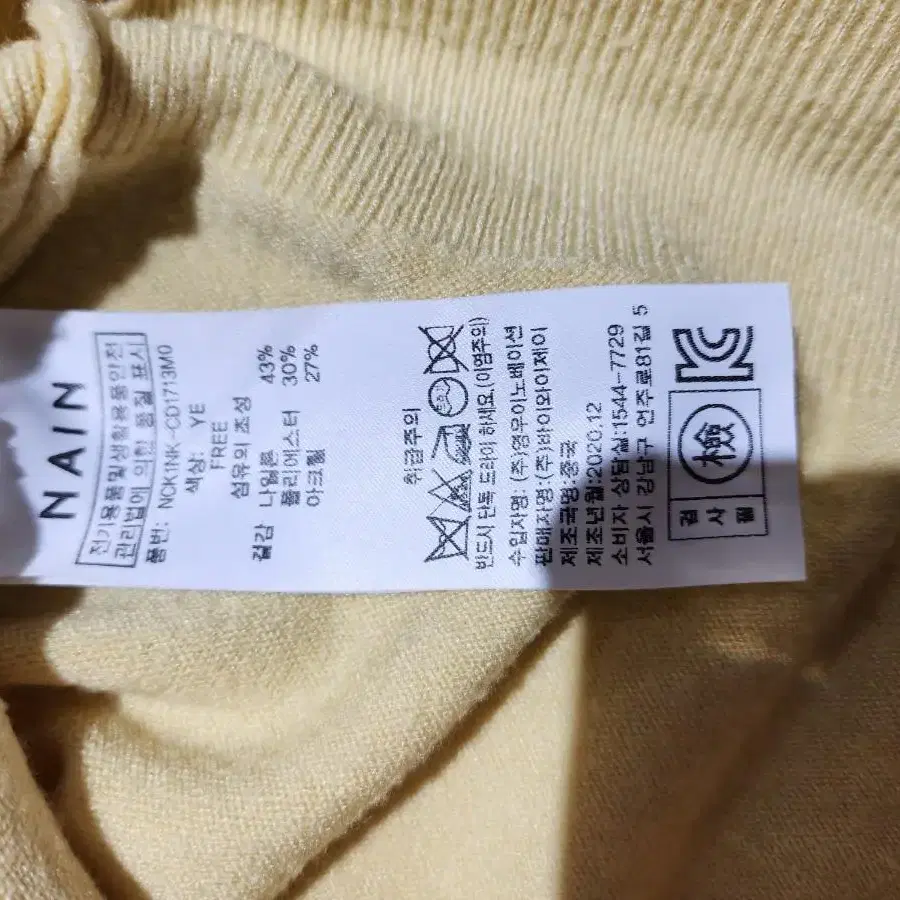 NAIN
전기용품및생활용품안전
관리법에 의한 품질 표시
품번: NCK1NK-CD1713M0
색상: YE
FREE
섬유의 조성
겉감 나일론 43%
폴리에스터 30%
아크릴 27%
취급주의
반드시 단독 드라이 하세요.(이염주의)
수입자명: (주)영우이노베이션
판매자명:(주)바이와이제이
제조국명:중국
제조년월:2020.12
소비자 상담실:1544-7729
서울시 강남구 언주로81길 5
KC
檢
검 사 필